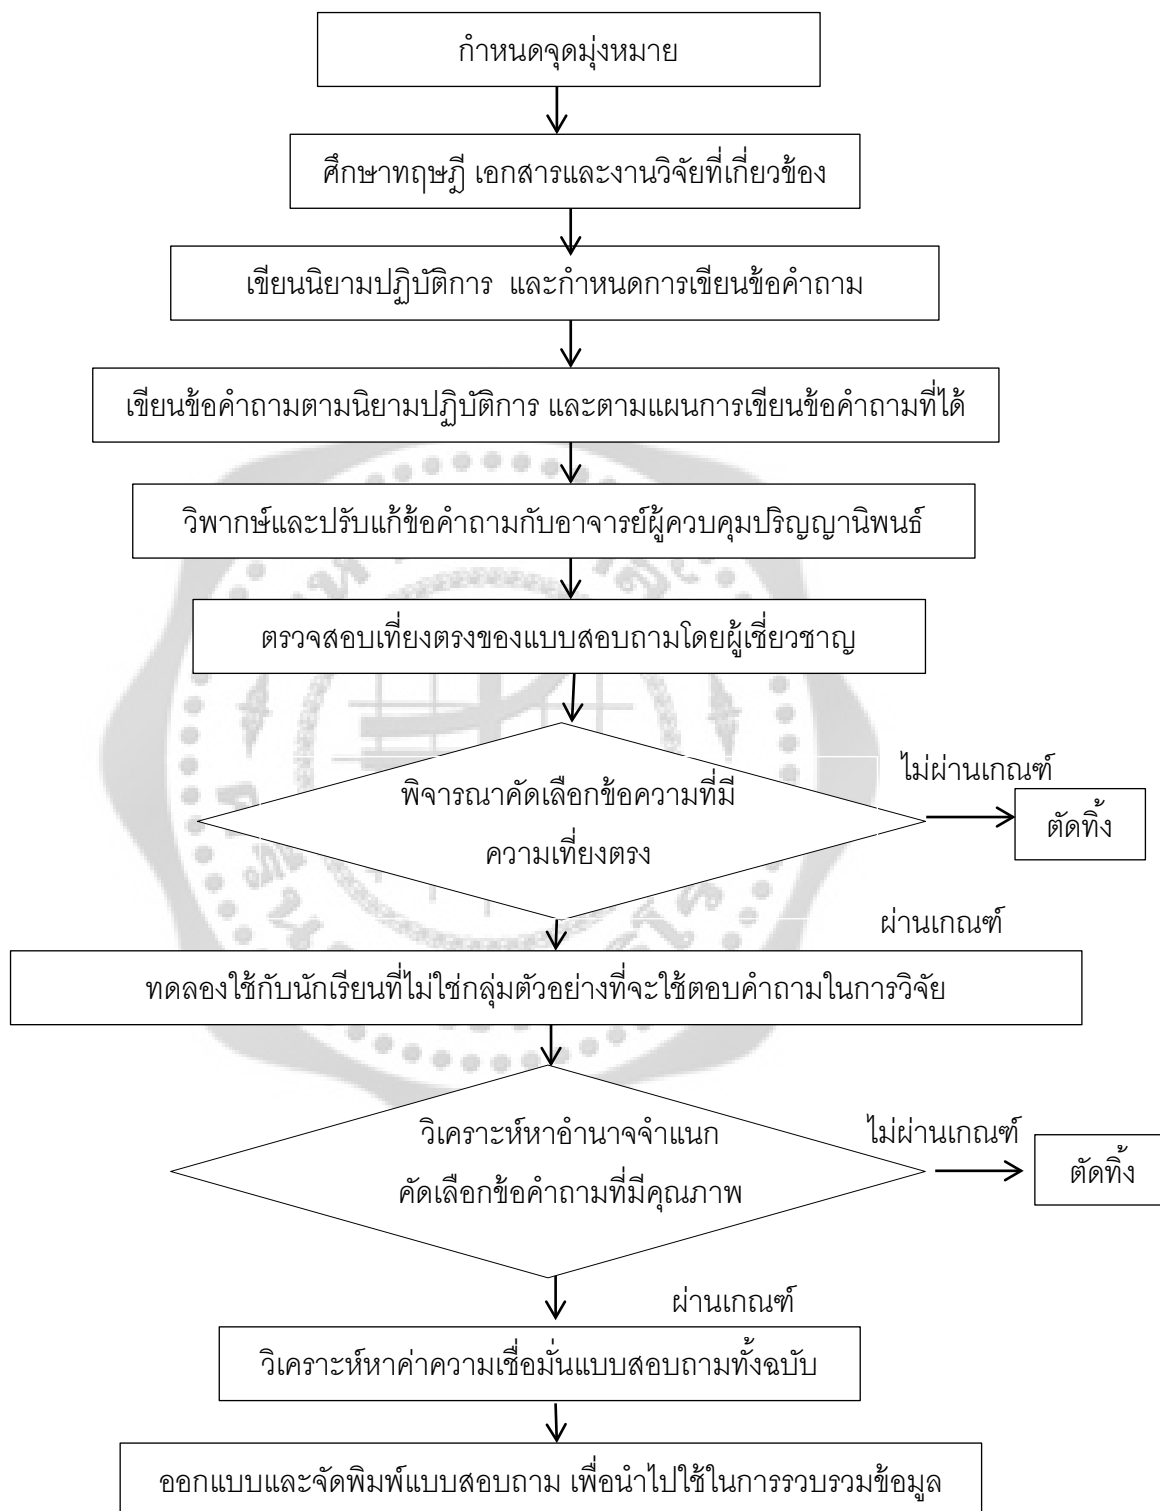 กำหนดจุดมุ่งหมาย
ศึกษาทฤษฎี เอกสารและงานวิจัยที่เกี่ยวข้อง
เขียนนิยามปฏิบัติการ และกำหนดการเขียนข้อคำถาม
เขียนข้อคำถามตามนิยามปฏิบัติการ และตามแผนการเขียนข้อคำถามที่ได้
วิพากษ์และปรับแก้ข้อคำถามกับอาจารย์ผู้ควบคุมปริญญานิพนธ์
ตรวจสอบเที่ยงตรงของแบบสอบถามโดยผู้เชี่ยวชาญ
พิจารณาคัดเลือกข้อความที่มี
ความเที่ยงตรง
ไม่ผ่านเกณฑ์
ตัดทิ้ง
ผ่านเกณฑ์
ทดลองใช้กับนักเรียนที่ไม่ใช่กลุ่มตัวอย่างที่จะใช้ตอบคำถามในการวิจัย
วิเคราะห์หาอำนาจจำแนก
คัดเลือกข้อคำถามที่มีคุณภาพ
ไม่ผ่านเกณฑ์
ตัดทิ้ง
ผ่านเกณฑ์
วิเคราะห์หาค่าความเชื่อมั่นแบบสอบถามทั้งฉบับ
ออกแบบและจัดพิมพ์แบบสอบถาม เพื่อนำไปใช้ในการรวบรวมข้อมูล